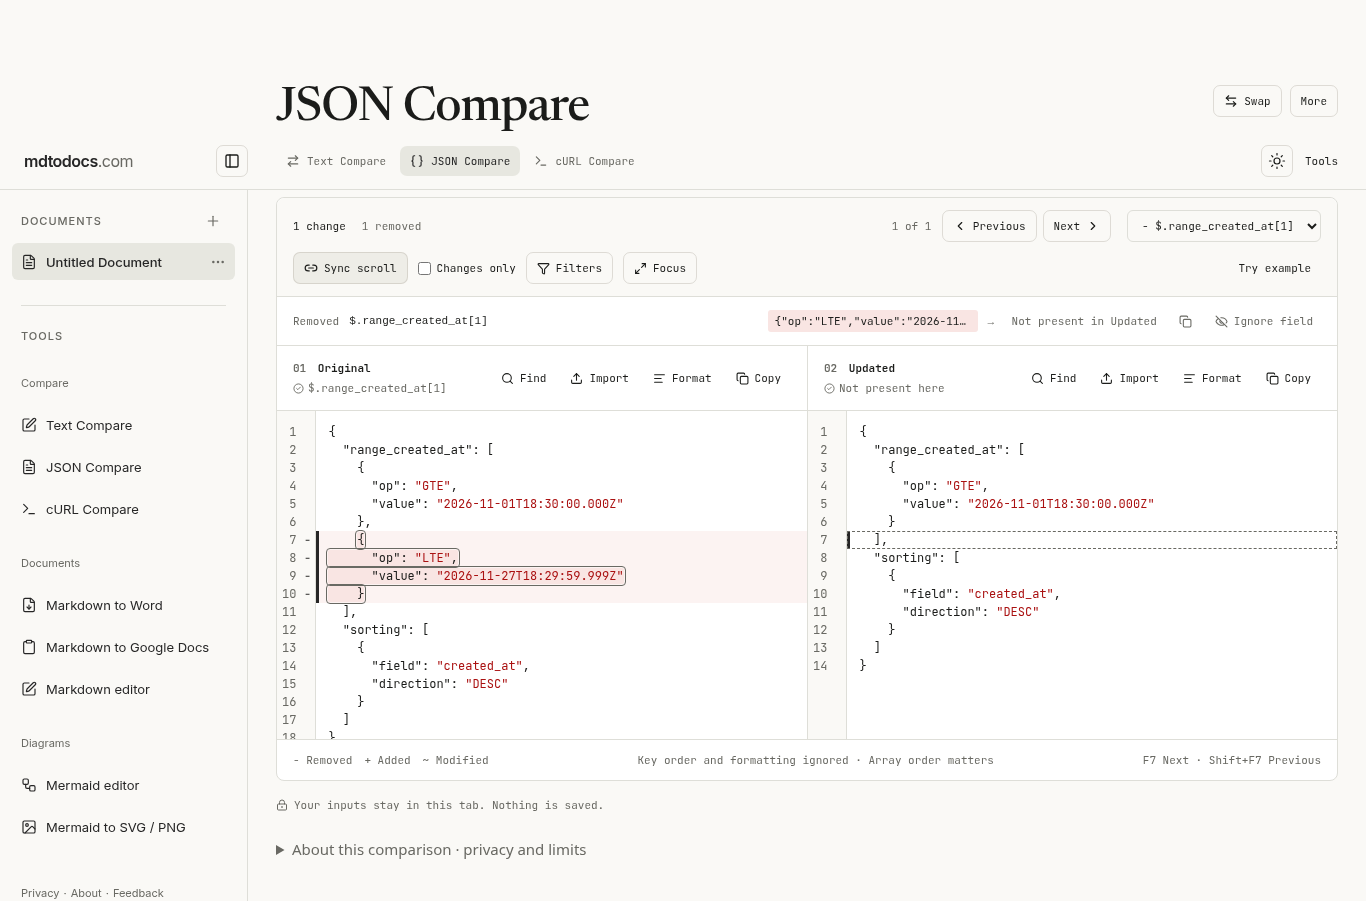 JSON Compare
Swap
More
mdtodocs.com
Text Compare
{} JSON Compare
cURL Compare
Tools
DOCUMENTS
Untitled Document
TOOLS
Compare
Text Compare
JSON Compare
cURL Compare
Documents
Markdown to Word
Markdown to Google Docs
Markdown editor
Diagrams
Mermaid editor
Mermaid to SVG / PNG
Privacy · About · Feedback
1 change 1 removed
1 of 1
Previous
Next
- $.range_created_at[1]
Sync scroll
Changes only
Filters
Focus
Try example
Removed $.range_created_at[1]
{"op":"LTE","value":"2026-11… → Not present in Updated
Ignore field
01 Original
$.range_created_at[1]
Find
Import
Format
Copy
1 {
2 "range_created_at": [
3 {
4 "op": "GTE",
5 "value": "2026-11-01T18:30:00.000Z"
6 },
7 - {
8 - "op": "LTE",
9 - "value": "2026-11-27T18:29:59.999Z"
10 - }
11 ],
12 "sorting": [
13 {
14 "field": "created_at",
15 "direction": "DESC"
16 }
17 ]
18 }
02 Updated
Not present here
Find
Import
Format
Copy
1 {
2 "range_created_at": [
3 {
4 "op": "GTE",
5 "value": "2026-11-01T18:30:00.000Z"
6 }
7 ],
8 "sorting": [
9 {
10 "field": "created_at",
11 "direction": "DESC"
12 }
13 ]
14 }
- Removed + Added ~ Modified
Key order and formatting ignored · Array order matters
F7 Next · Shift+F7 Previous
Your inputs stay in this tab. Nothing is saved.
About this comparison · privacy and limits